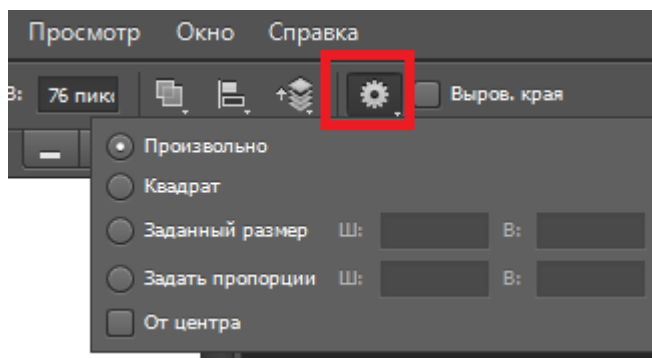 Просмотр Окно Справка
В: 76 пикс Выров. края
Произвольно
Квадрат
Заданный размер Ш: В:
Задать пропорции Ш: В:
От центра